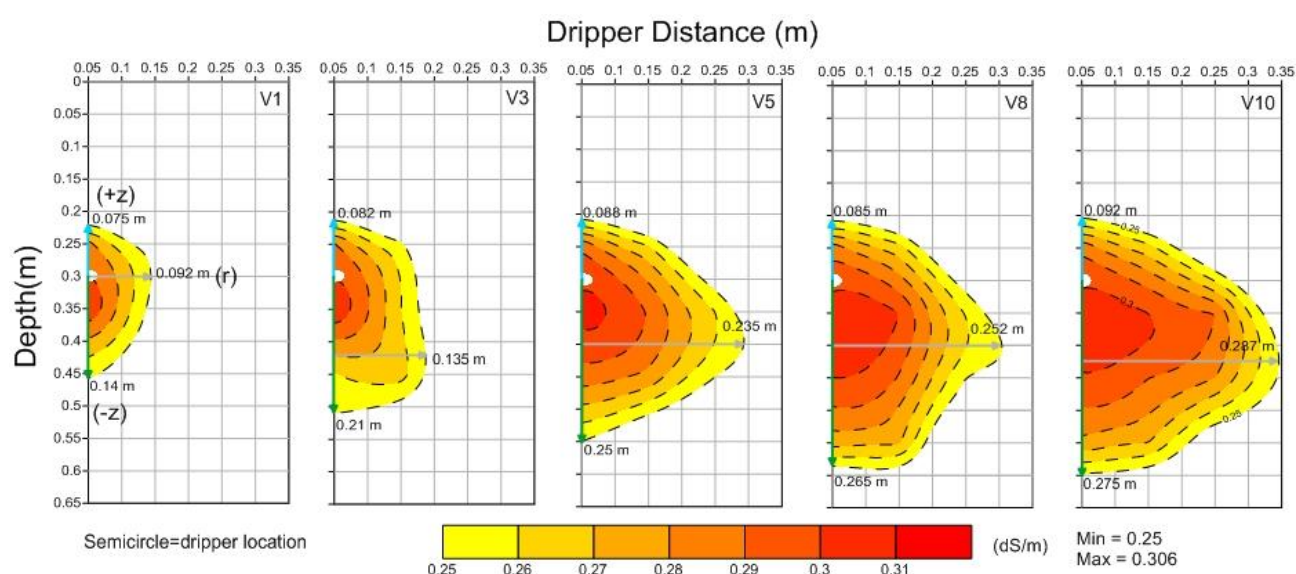 Dripper Distance (m)
0.05 0.1 0.15 0.2 0.25 0.3 0.35
0.05 0.1 0.15 0.2 0.25 0.3 0.35
0.05 0.1 0.15 0.2 0.25 0.3 0.35
0.05 0.1 0.15 0.2 0.25 0.3 0.35
0.05 0.1 0.15 0.2 0.25 0.3 0.35
Depth(m)
0
0.05
0.1
0.15
0.2
0.25
0.3
0.35
0.4
0.45
0.5
0.55
0.6
0.65
V1
(+z)
0.075 m
0.092 m (r)
0.14 m
(-z)
V3
0.082 m
0.135 m
0.21 m
V5
0.088 m
0.235 m
0.25 m
V8
0.085 m
0.252 m
0.265 m
V10
0.092 m
0.25
0.3
0.287 m
0.25
0.275 m
Semicircle=dripper location
0.25 0.26 0.27 0.28 0.29 0.3 0.31
(dS/m)
Min = 0.25
Max = 0.306